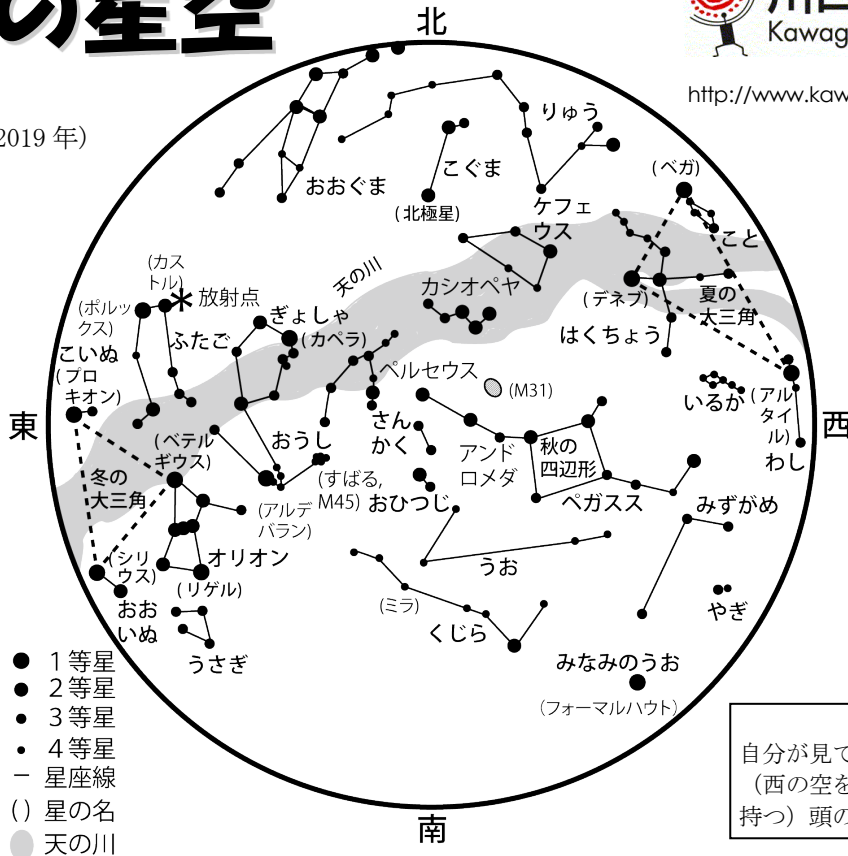 の星空
北
Kawag
http://www.kaw
2019 年）
りゅう
(ベガ)
おおぐま
こぐま
(北極星)
ケフェ
ウス
こと
(カス
トル)
放射点
天の川
カシオペヤ
(デネブ)
夏の
大三角
(ポルッ
クス)
ぎょしゃ
(カペラ)
はくちょう
こいぬ
ふたご
(プロ
キオン)
ペルセウス
(M31)
いるか
(アル
タイ
ル)
わし
東
西
(ベテル
ギウス)
おうし
さん
かく
アンド
ロメダ
秋の
四辺形
冬の
大三角
(すばる,
M45)
おひつじ
ペガスス
みずがめ
(アルデ
バラン)
(シリ
ウス)
オリオン
(リゲル)
うお
おお
いぬ
(ミラ)
くじら
やぎ
うさぎ
みなみのうお
(フォーマルハウト)
１等星
２等星
３等星
４等星
星座線
( ) 星の名
天の川
南
自分が見て
（西の空を
持つ）頭の